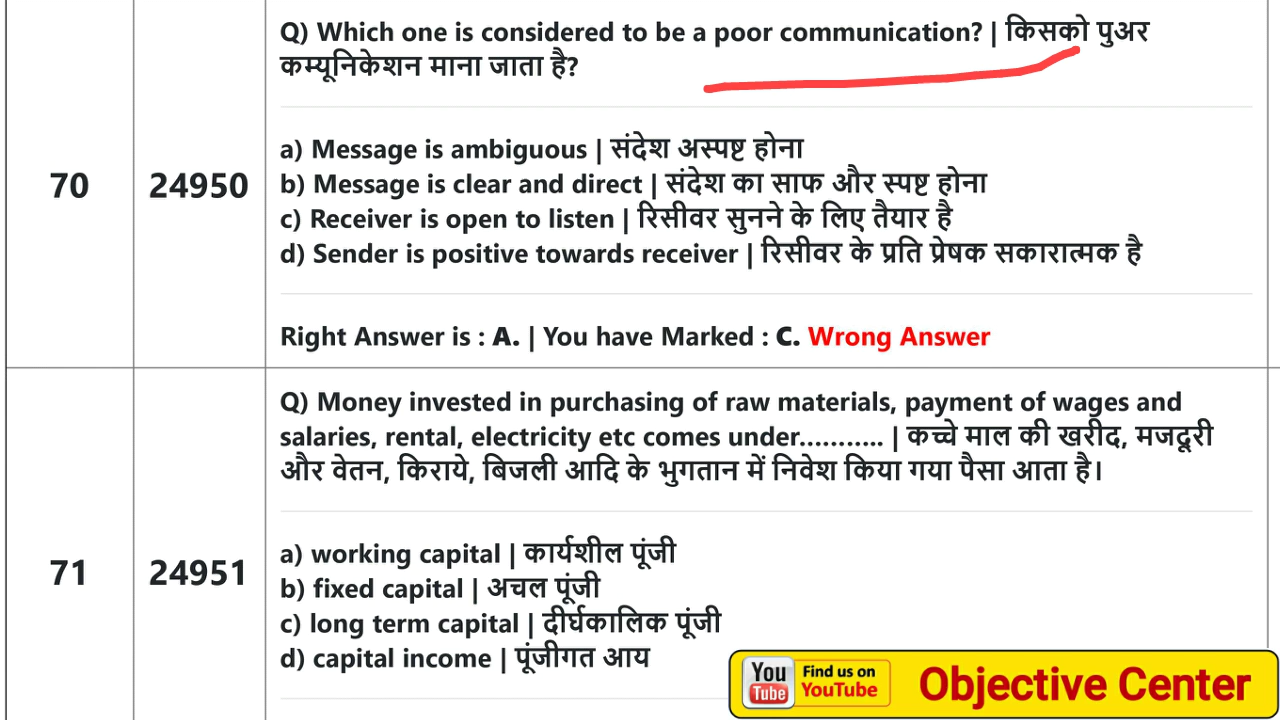 Q) Which one is considered to be a poor communication? | किसको पुअर
कम्यूनिकेशन माना जाता है?
a) Message is ambiguous | संदेश अस्पष्ट होना
70
24950
b) Message is clear and direct | संदेश का साफ और स्पष्ट होना
c) Receiver is open to listen | रिसीवर सुनने के लिए तैयार है
d) Sender is positive towards receiver | रिसीवर के प्रति प्रेषक सकारात्मक है
Right Answer is : A. | You have Marked : C. Wrong Answer
Q) Money invested in purchasing of raw materials, payment of wages and
salaries, rental, electricity etc comes under........... | कच्चे माल की खरीद, मजदूरी
और वेतन, किराये, बिजली आदि के भुगतान में निवेश किया गया पैसा आता है।
71
24951
a) working capital | कार्यशील पूंजी
b) fixed capital | अचल पूंजी
c) long term capital | दीर्घकालिक पूंजी
d) capital income | पूंजीगत आय
You
Tube
Find us on
YouTube
Objective Center